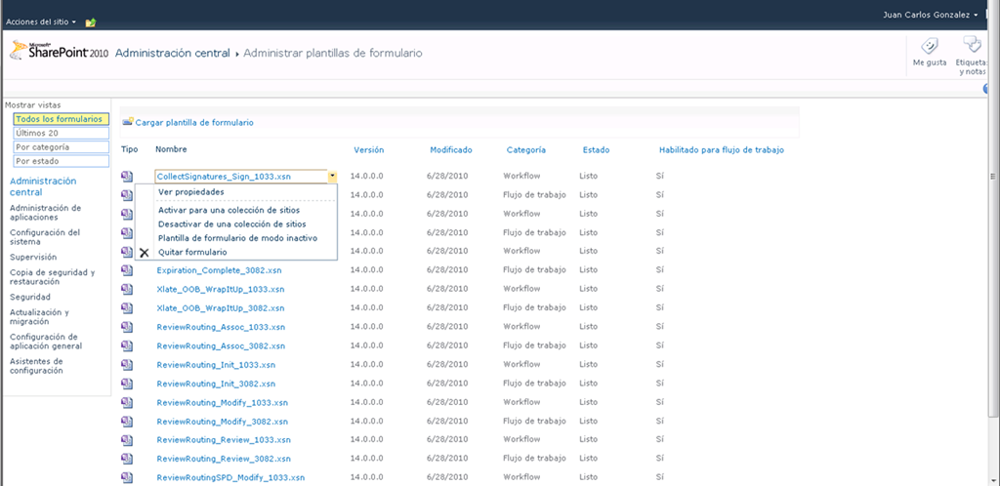 Acciones del sitio
Juan Carlos Gonzalez
Microsoft
SharePoint 2010
Administración central
Administrar plantillas de formulario
Me gusta
Etiquetas
y notas
Mostrar vistas
Todos los formularios
Últimos 20
Por categoría
Por estado
Administración
central
Administración de
aplicaciones
Configuración del
sistema
Supervisión
Copia de seguridad y
restauración
Seguridad
Actualización y
migración
Configuración de
aplicación general
Asistentes de
configuración
Cargar plantilla de formulario
Tipo Nombre Versión Modificado Categoría Estado Habilitado para flujo de trabajo
CollectSignatures_Sign_1033.xsn 14.0.0.0 6/28/2010 Workflow Listo Sí
14.0.0.0 6/28/2010 Flujo de trabajo Listo Sí
14.0.0.0 6/28/2010 Workflow Listo Sí
14.0.0.0 6/28/2010 Flujo de trabajo Listo Sí
14.0.0.0 6/28/2010 Workflow Listo Sí
Ver propiedades
Activar para una colección de sitios
Desactivar de una colección de sitios
Plantilla de formulario de modo inactivo
Quitar formulario
Expiration_Complete_3082.xsn 14.0.0.0 6/28/2010 Flujo de trabajo Listo Sí
Xlate_OOB_WrapItUp_1033.xsn 14.0.0.0 6/28/2010 Workflow Listo Sí
Xlate_OOB_WrapItUp_3082.xsn 14.0.0.0 6/28/2010 Flujo de trabajo Listo Sí
ReviewRouting_Assoc_1033.xsn 14.0.0.0 6/28/2010 Workflow Listo Sí
ReviewRouting_Assoc_3082.xsn 14.0.0.0 6/28/2010 Flujo de trabajo Listo Sí
ReviewRouting_Init_1033.xsn 14.0.0.0 6/28/2010 Workflow Listo Sí
ReviewRouting_Init_3082.xsn 14.0.0.0 6/28/2010 Flujo de trabajo Listo Sí
ReviewRouting_Modify_1033.xsn 14.0.0.0 6/28/2010 Workflow Listo Sí
ReviewRouting_Modify_3082.xsn 14.0.0.0 6/28/2010 Flujo de trabajo Listo Sí
ReviewRouting_Review_1033.xsn 14.0.0.0 6/28/2010 Workflow Listo Sí
ReviewRouting_Review_3082.xsn 14.0.0.0 6/28/2010 Flujo de trabajo Listo Sí
ReviewRoutingSPD_Modify_1033.xsn 14.0.0.0 6/28/2010 Workflow Listo Sí